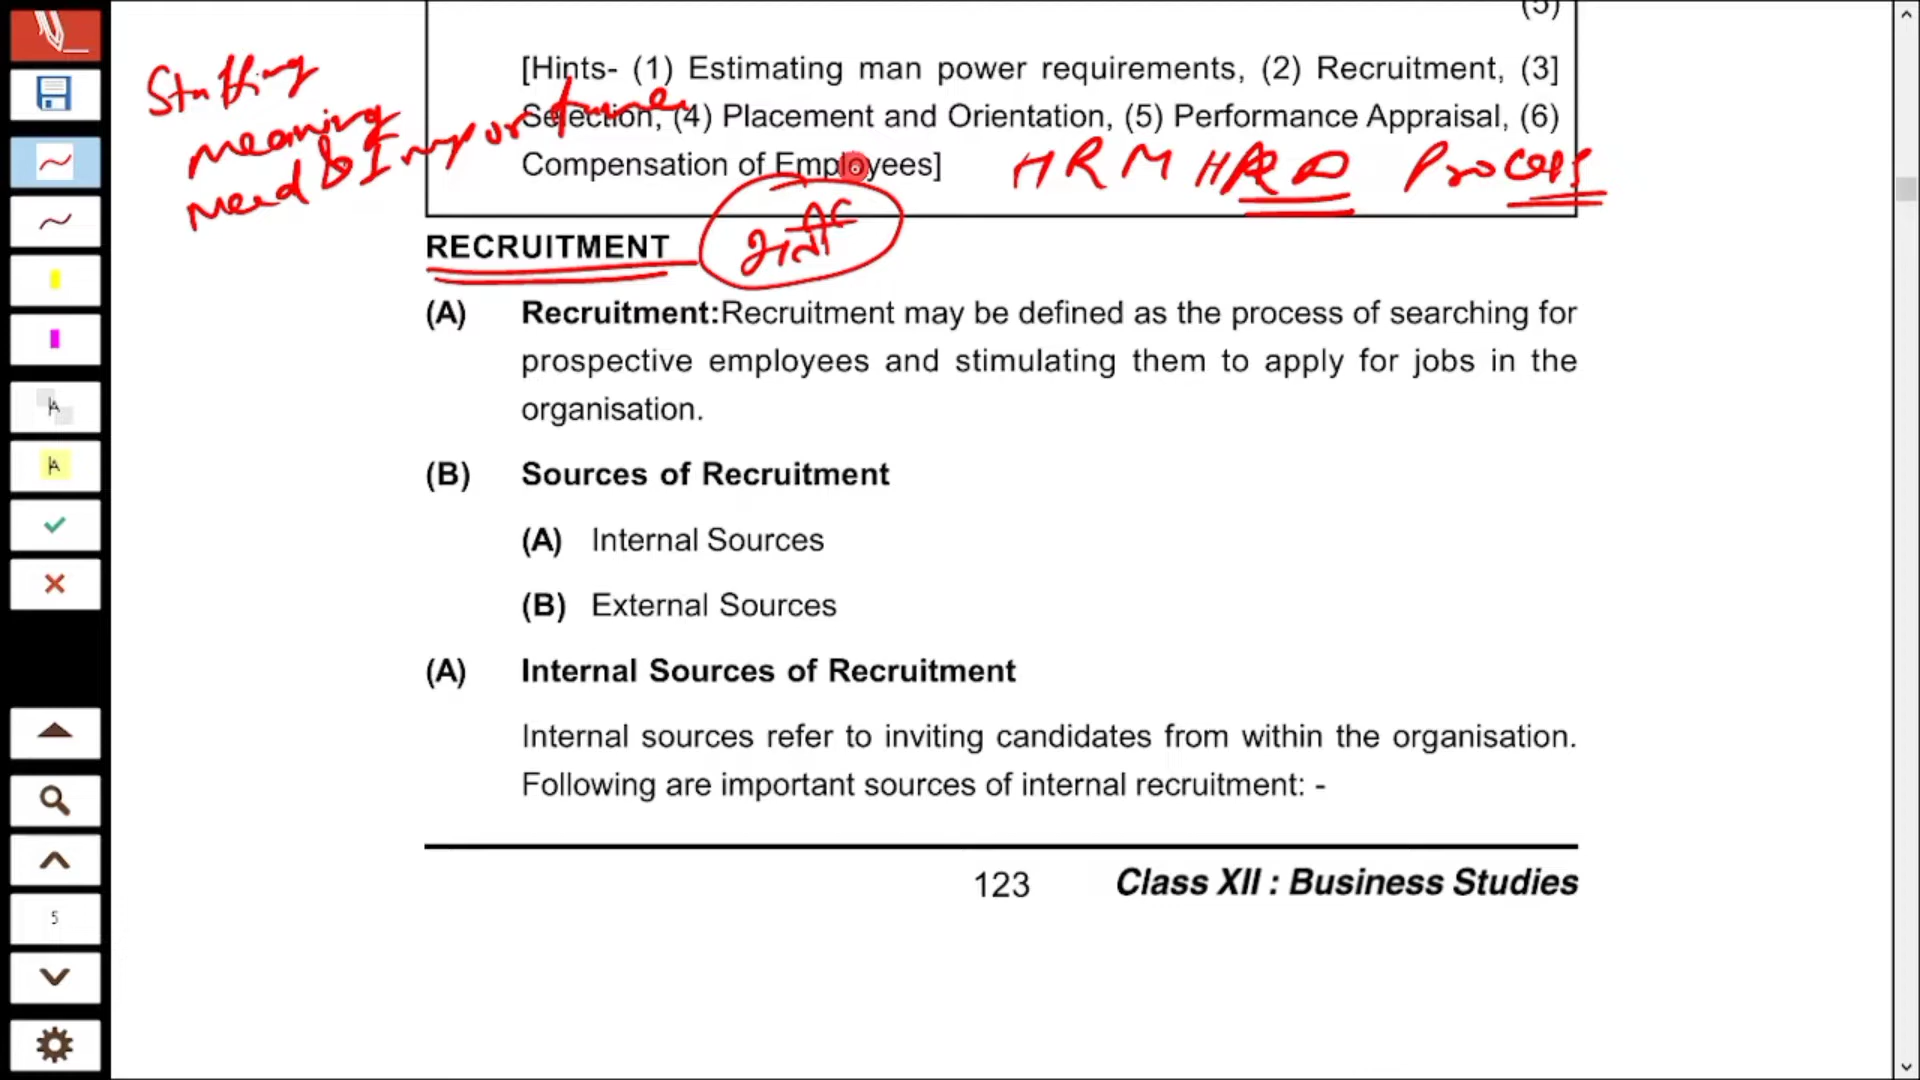 (5)
[Hints- (1) Estimating man power requirements, (2) Recruitment, (3]
Selection, (4) Placement and Orientation, (5) Performance Appraisal, (6)
Compensation of Employees]
Staffing
meaning
need & Importance
HRM HRD Process
RECRUITMENT
(A) Recruitment:Recruitment may be defined as the process of searching for
prospective employees and stimulating them to apply for jobs in the
organisation.
(B) Sources of Recruitment
(A) Internal Sources
(B) External Sources
(A) Internal Sources of Recruitment
Internal sources refer to inviting candidates from within the organisation.
Following are important sources of internal recruitment: -
123 Class XII : Business Studies
5